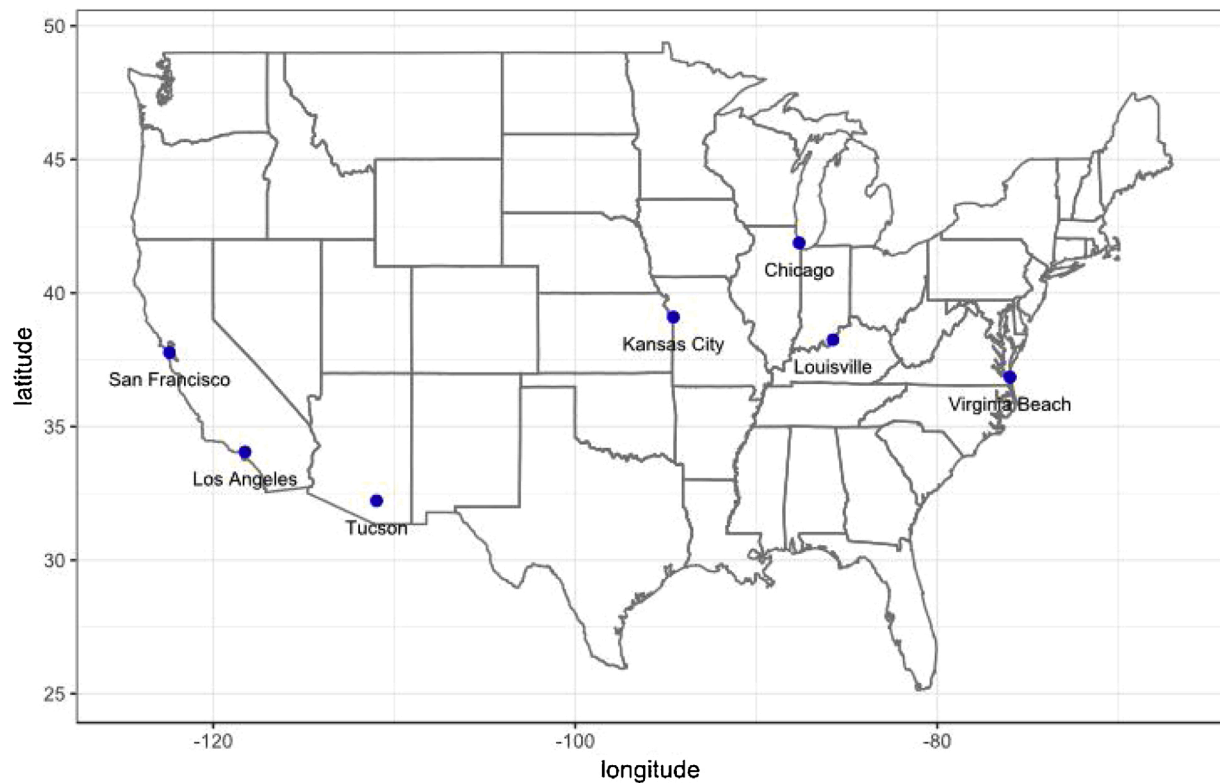 50
45
40
35
30
25
latitude
Chicago
Kansas City
Louisville
San Francisco
Virginia Beach
Los Angeles
Tucson
-120
-100
-80
longitude